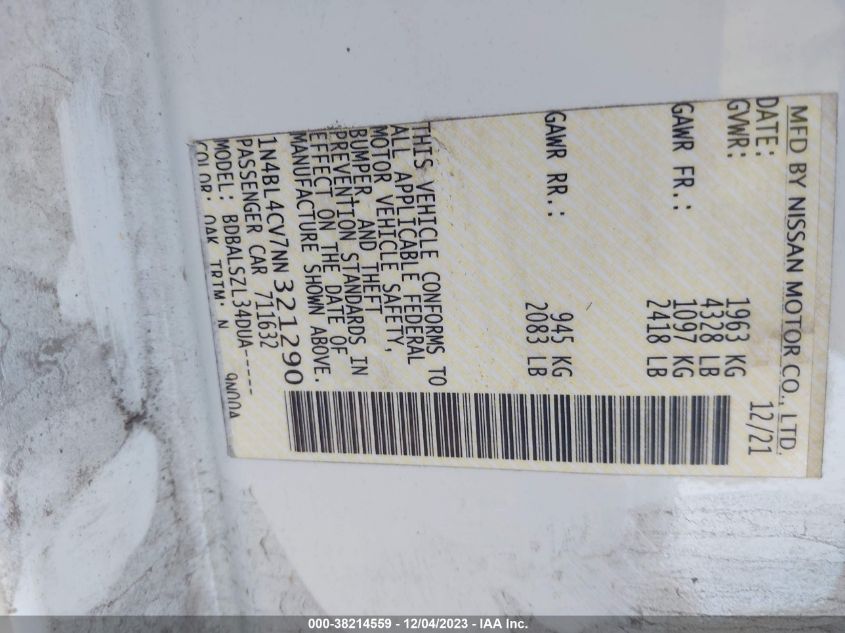 MFD BY NISSAN MOTOR CO., LTD.
DATE: 12/21
GVWR: 1963 KG
4328 LB
GAWR FR.: 1097 KG
2418 LB
GAWR RR.: 945 KG
2083 LB
THIS VEHICLE CONFORMS TO
ALL APPLICABLE FEDERAL
MOTOR VEHICLE SAFETY,
BUMPER, AND THEFT
PREVENTION STANDARDS IN
EFFECT ON THE DATE OF
MANUFACTURE SHOWN ABOVE.
1N4BL4CV7NN321290
PASSENGER CAR 711632
MODEL: BDBALSZL34DUA-----
COLOR: QAK TRIM: N
000-38214559 - 12/04/2023 - IAA Inc.